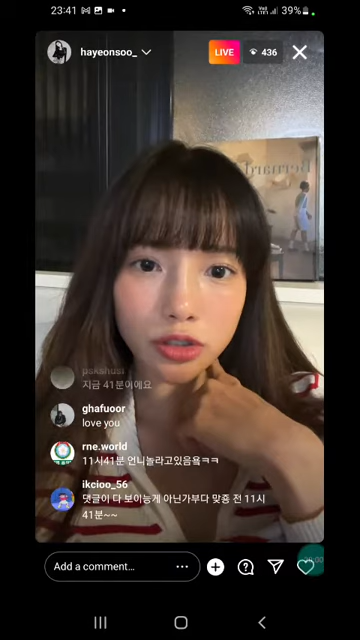 23:41
39%
hayeonsoo_
LIVE
436
지금 41분이에요
ghafuoor
love you
rne.world
11시41분 언니놀라고있음욬ㅋㅋ
ikcioo_56
댓글이 다 보이능게 아닌가부다 맞죵 전 11시
41분~~
Add a comment…